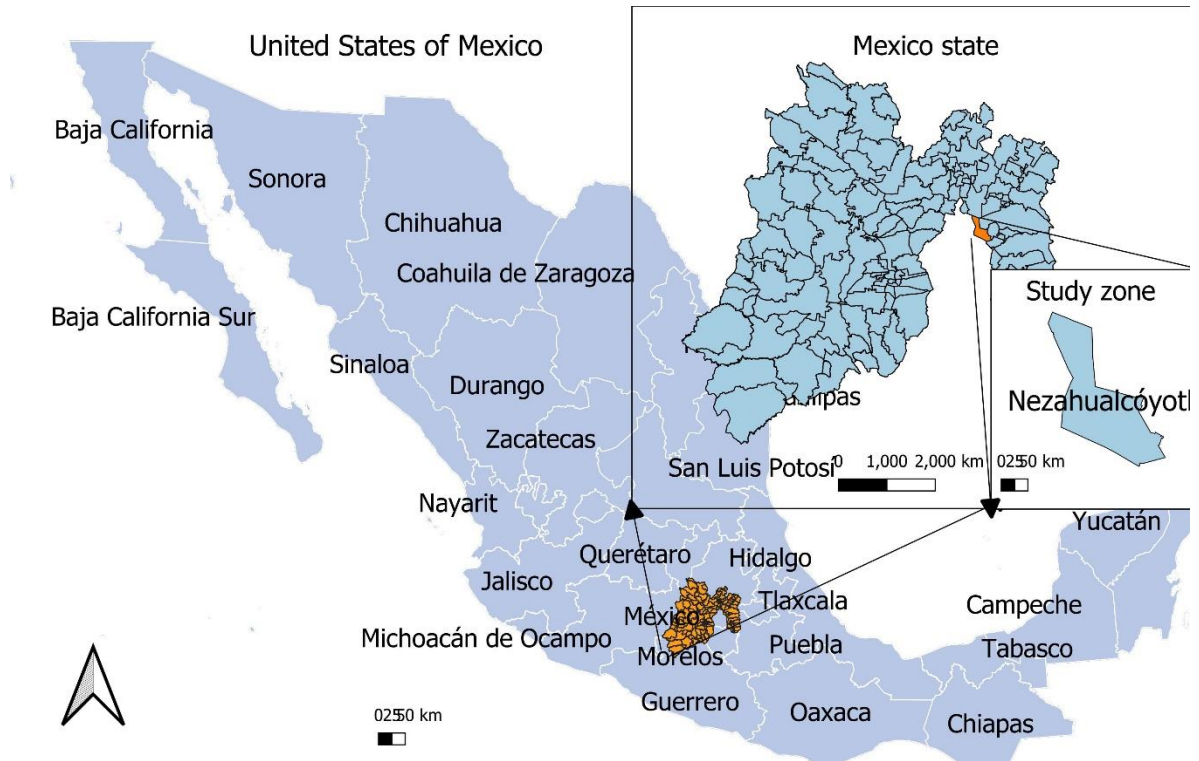 United States of Mexico
Mexico state
Baja California
Sonora
Chihuahua
Coahuila de Zaragoza
Study zone
Baja California Sur
Sinaloa
Durango
Nezahualcóyotl
Zacatecas
San Luis Potosí
0 1,000 2,000 km
0 25 50 km
Nayarit
Yucatán
Querétaro
Hidalgo
Jalisco
Tlaxcala
México
Campeche
Michoacán de Ocampo
Puebla
Tabasco
Morelos
Guerrero
Oaxaca
Chiapas
0 25 50 km